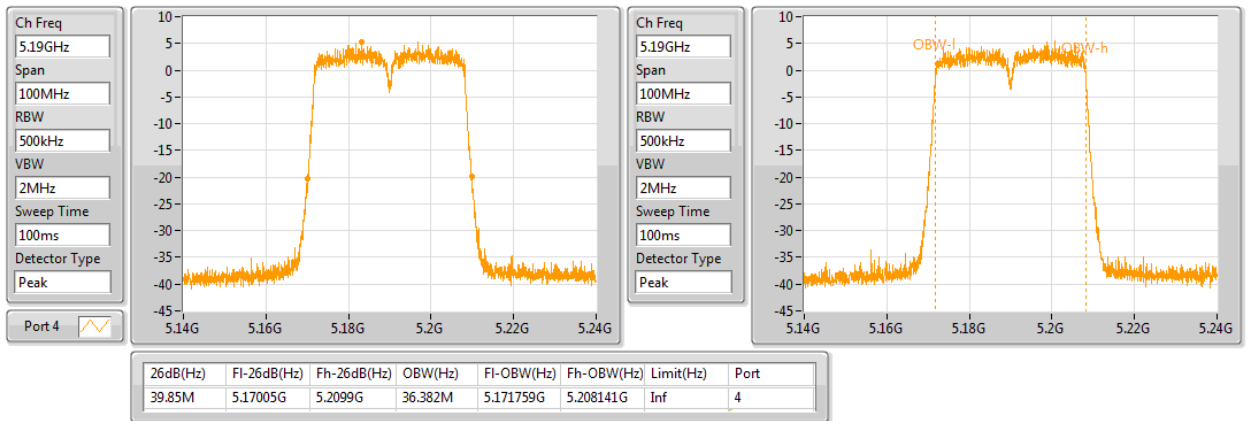 Ch Freq
5.19GHz
Span
100MHz
RBW
500kHz
VBW
2MHz
Sweep Time
100ms
Detector Type
Peak
Port 4
10
5
0
-5
-10
-15
-20
-25
-30
-35
-40
-45
5.14G 5.16G 5.18G 5.2G 5.22G 5.24G
Ch Freq
5.19GHz
Span
100MHz
RBW
500kHz
VBW
2MHz
Sweep Time
100ms
Detector Type
Peak
10
5
0
-5
-10
-15
-20
-25
-30
-35
-40
-45
OBW-l
OBW-h
5.14G 5.16G 5.18G 5.2G 5.22G 5.24G
26dB(Hz) Fl-26dB(Hz) Fh-26dB(Hz) OBW(Hz) Fl-OBW(Hz) Fh-OBW(Hz) Limit(Hz) Port
39.85M 5.17005G 5.2099G 36.382M 5.171759G 5.208141G Inf 4